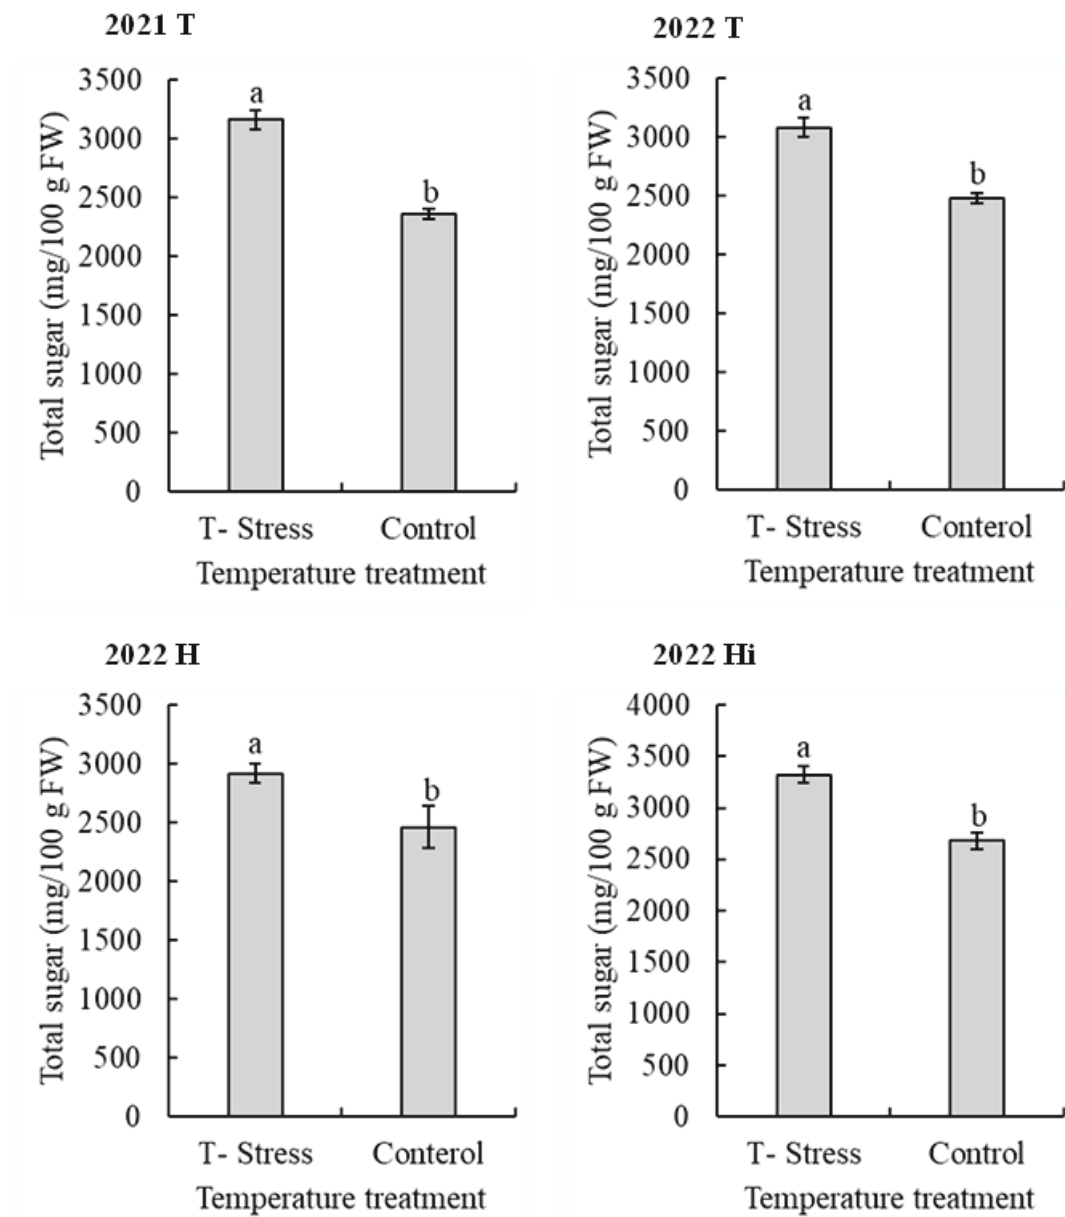 2021 T
Total sugar (mg/100 g FW)
3500
3000
2500
2000
1500
1000
500
0
a
b
T- Stress Control
Temperature treatment
2022 T
Total sugar (mg/100 g FW)
3500
3000
2500
2000
1500
1000
500
0
a
b
T- Stress Conterol
Temperature treatment
2022 H
Total sugar (mg/100 g FW)
3500
3000
2500
2000
1500
1000
500
0
a
b
T- Stress Conterol
Temperature treatment
2022 Hi
Total sugar (mg/100 g FW)
4000
3500
3000
2500
2000
1500
1000
500
0
a
b
T- Stress Control
Temperature treatment